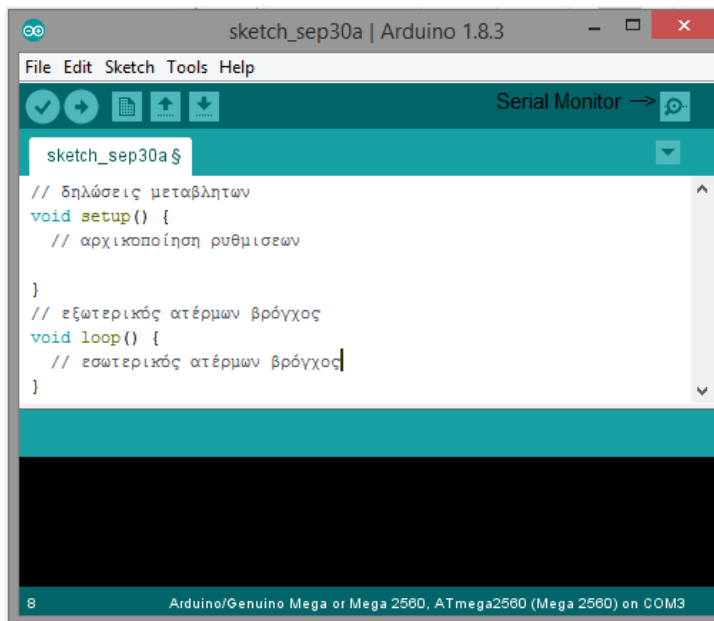 sketch_sep30a | Arduino 1.8.3
File Edit Sketch Tools Help
Serial Monitor —>
sketch_sep30a §
// δηλώσεις μεταβλητων
void setup() {
// αρχικοποίηση ρυθμισεων
}
// εξωτερικός ατέρμων βρόγχος
void loop() {
// εσωτερικός ατέρμων βρόγχος
}
8 Arduino/Genuino Mega or Mega 2560, ATmega2560 (Mega 2560) on COM3